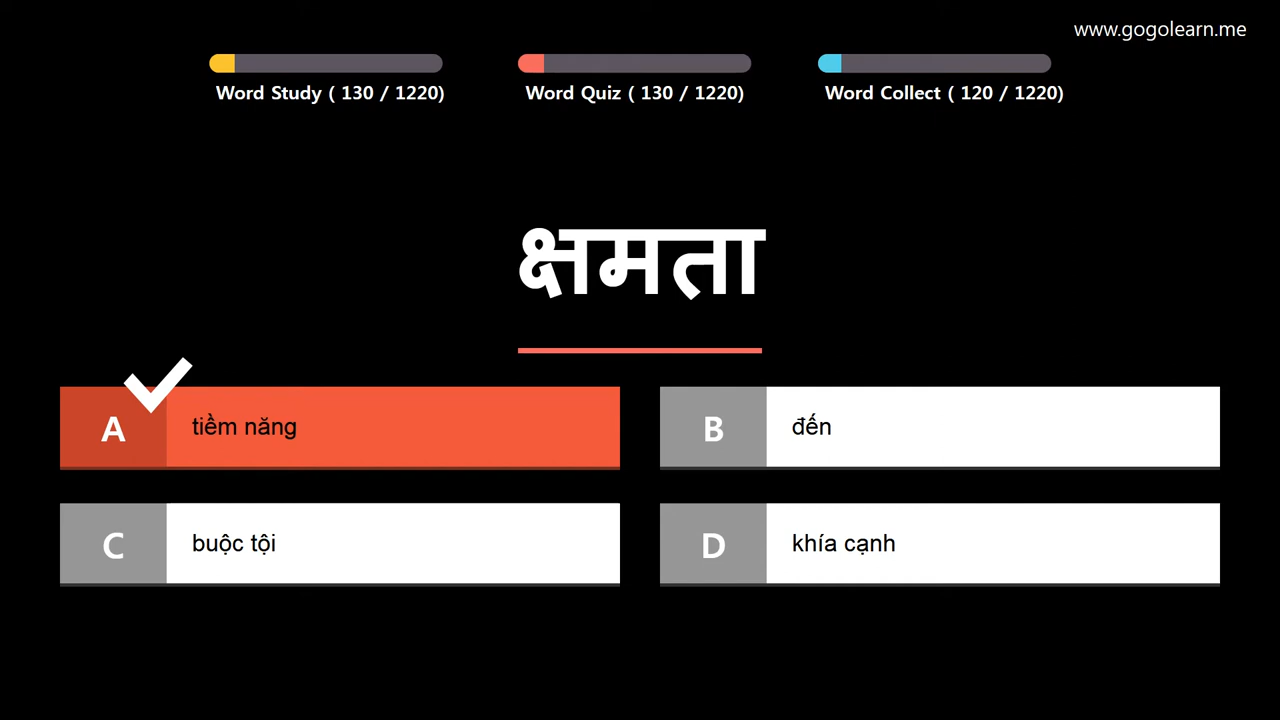 www.gogolearn.me
Word Study ( 130 / 1220)
Word Quiz ( 130 / 1220)
Word Collect ( 120 / 1220)
क्षमता
A tiềm năng
B đến
C buộc tội
D khía cạnh